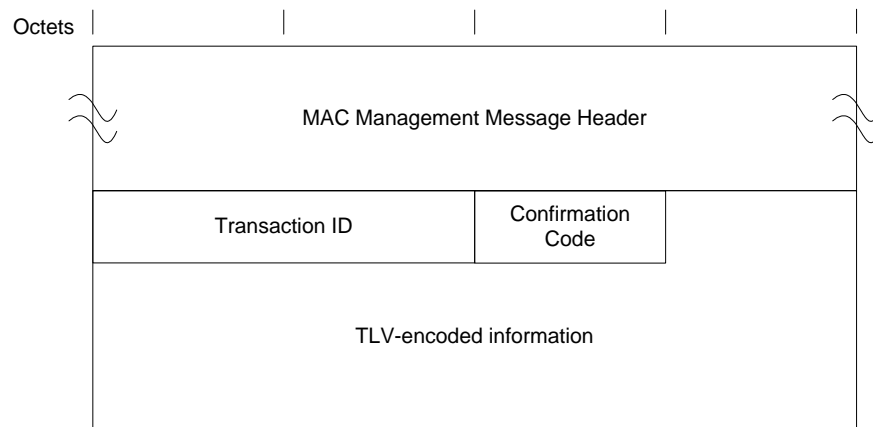 Octets
MAC Management Message Header
Transaction ID
Confirmation
Code
TLV-encoded information